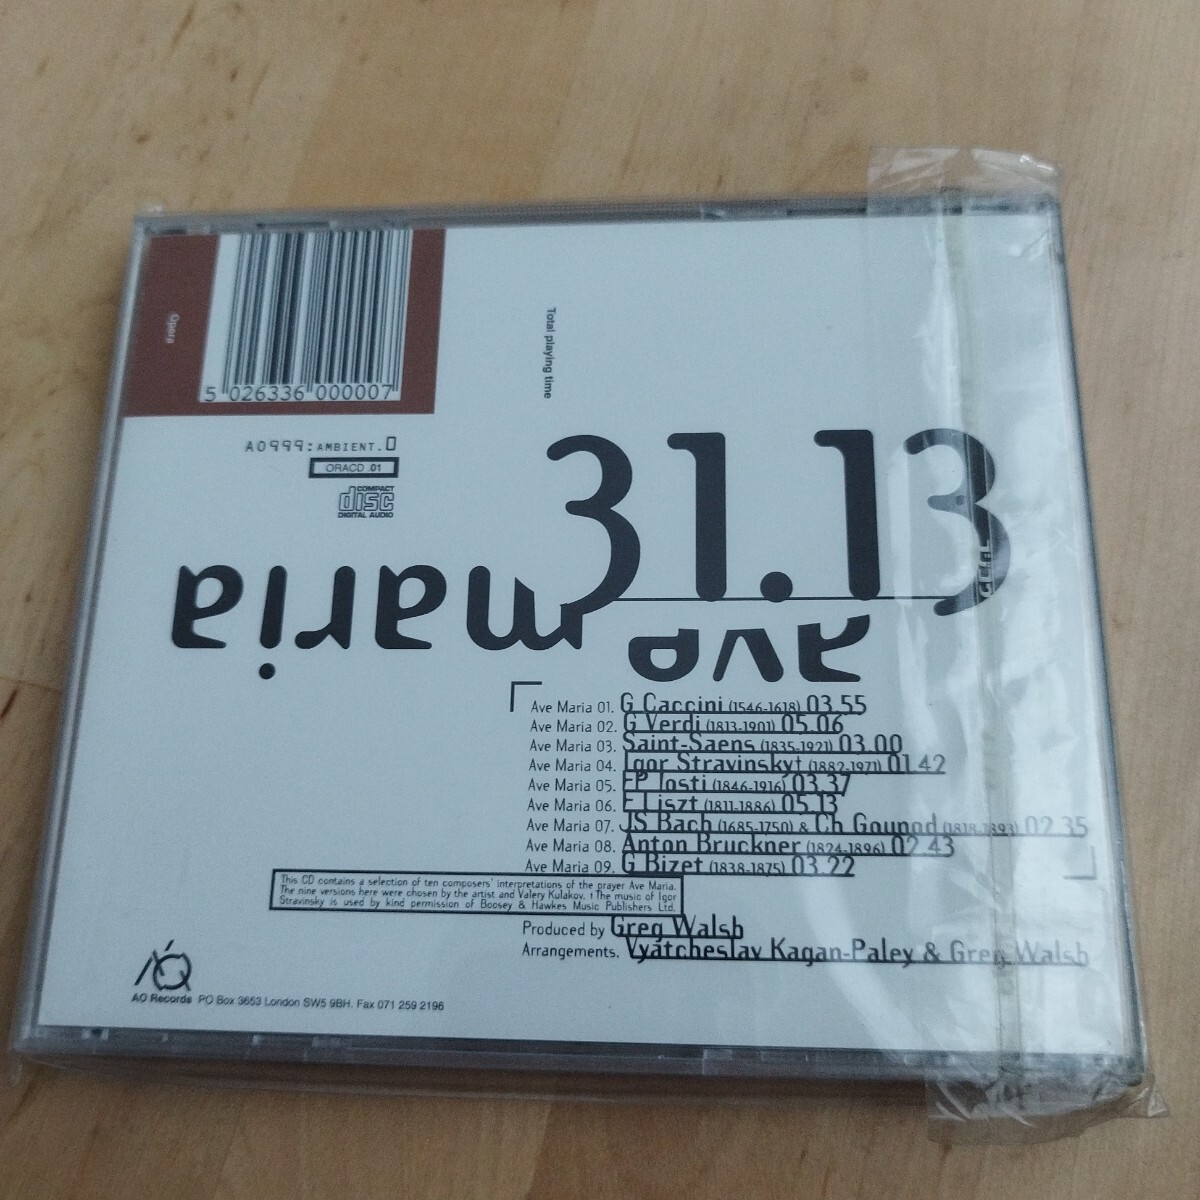 Opera
5 026336 000007
Total playing time
31.13
AO999:AMBIENT.0
ORACD .01
COMPACT
disc
DIGITAL AUDIO
ave maria
Ave Maria 01. G Caccini (1546-1618) 03.55
Ave Maria 02. G Verdi (1813-1901) 05.06
Ave Maria 03. Saint-Saens (1835-1921) 03.00
Ave Maria 04. Igor Stravinsky† (1882-1971) 01.42
Ave Maria 05. FP Tosti (1846-1916) 03.37
Ave Maria 06. F Liszt (1811-1886) 05.13
Ave Maria 07. JS Bach (1685-1750) & Ch Gounod (1818-1893) 02.35
Ave Maria 08. Anton Bruckner (1824-1896) 02.43
Ave Maria 09. G Bizet (1838-1875) 03.22
This CD contains a selection of ten composers' interpretations of the prayer Ave Maria.
The nine versions here were chosen by the artist and Valery Kulakov. † The music of Igor
Stravinsky is used by kind permission of Boosey & Hawkes Music Publishers Ltd.
Produced by Greg Walsh
Arrangements. Vyatcheslav Kagan-Paley & Greg Walsh
AO
AO Records PO Box 3653 London SW5 9BH. Fax 071 259 2196